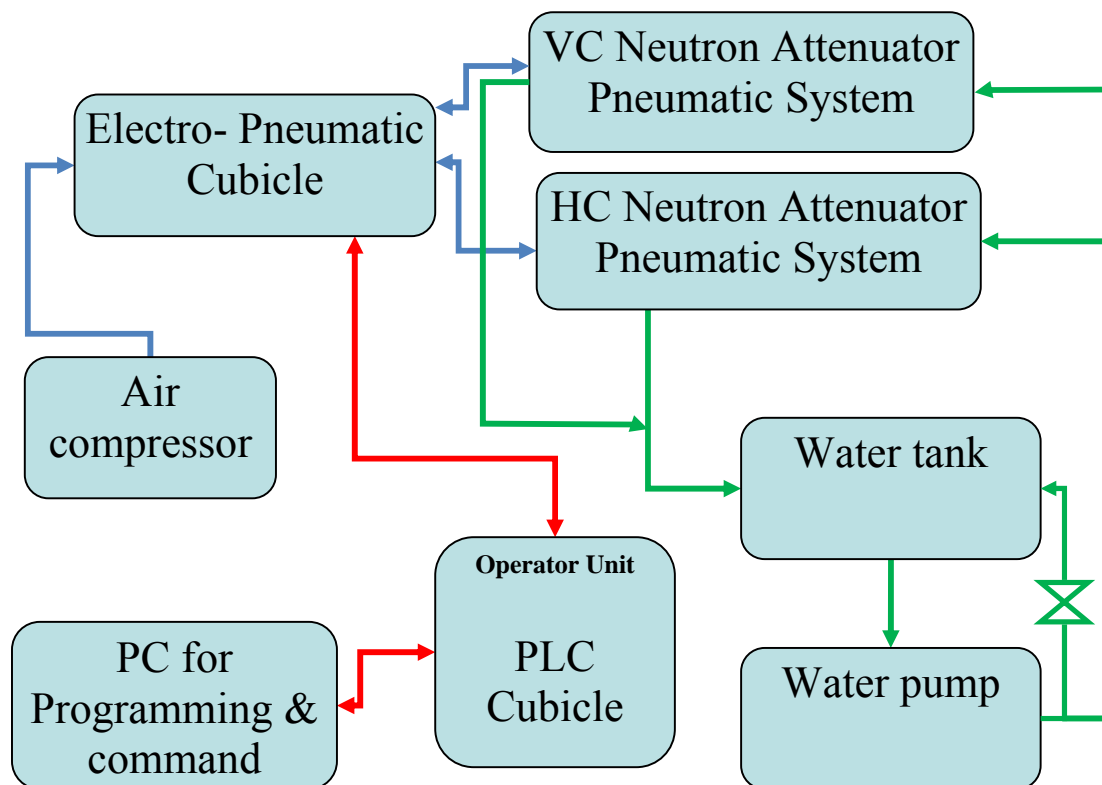 VC Neutron Attenuator
Pneumatic System
Electro- Pneumatic
Cubicle
HC Neutron Attenuator
Pneumatic System
Air
compressor
Water tank
Operator Unit
PLC
Cubicle
PC for
Programming &
command
Water pump